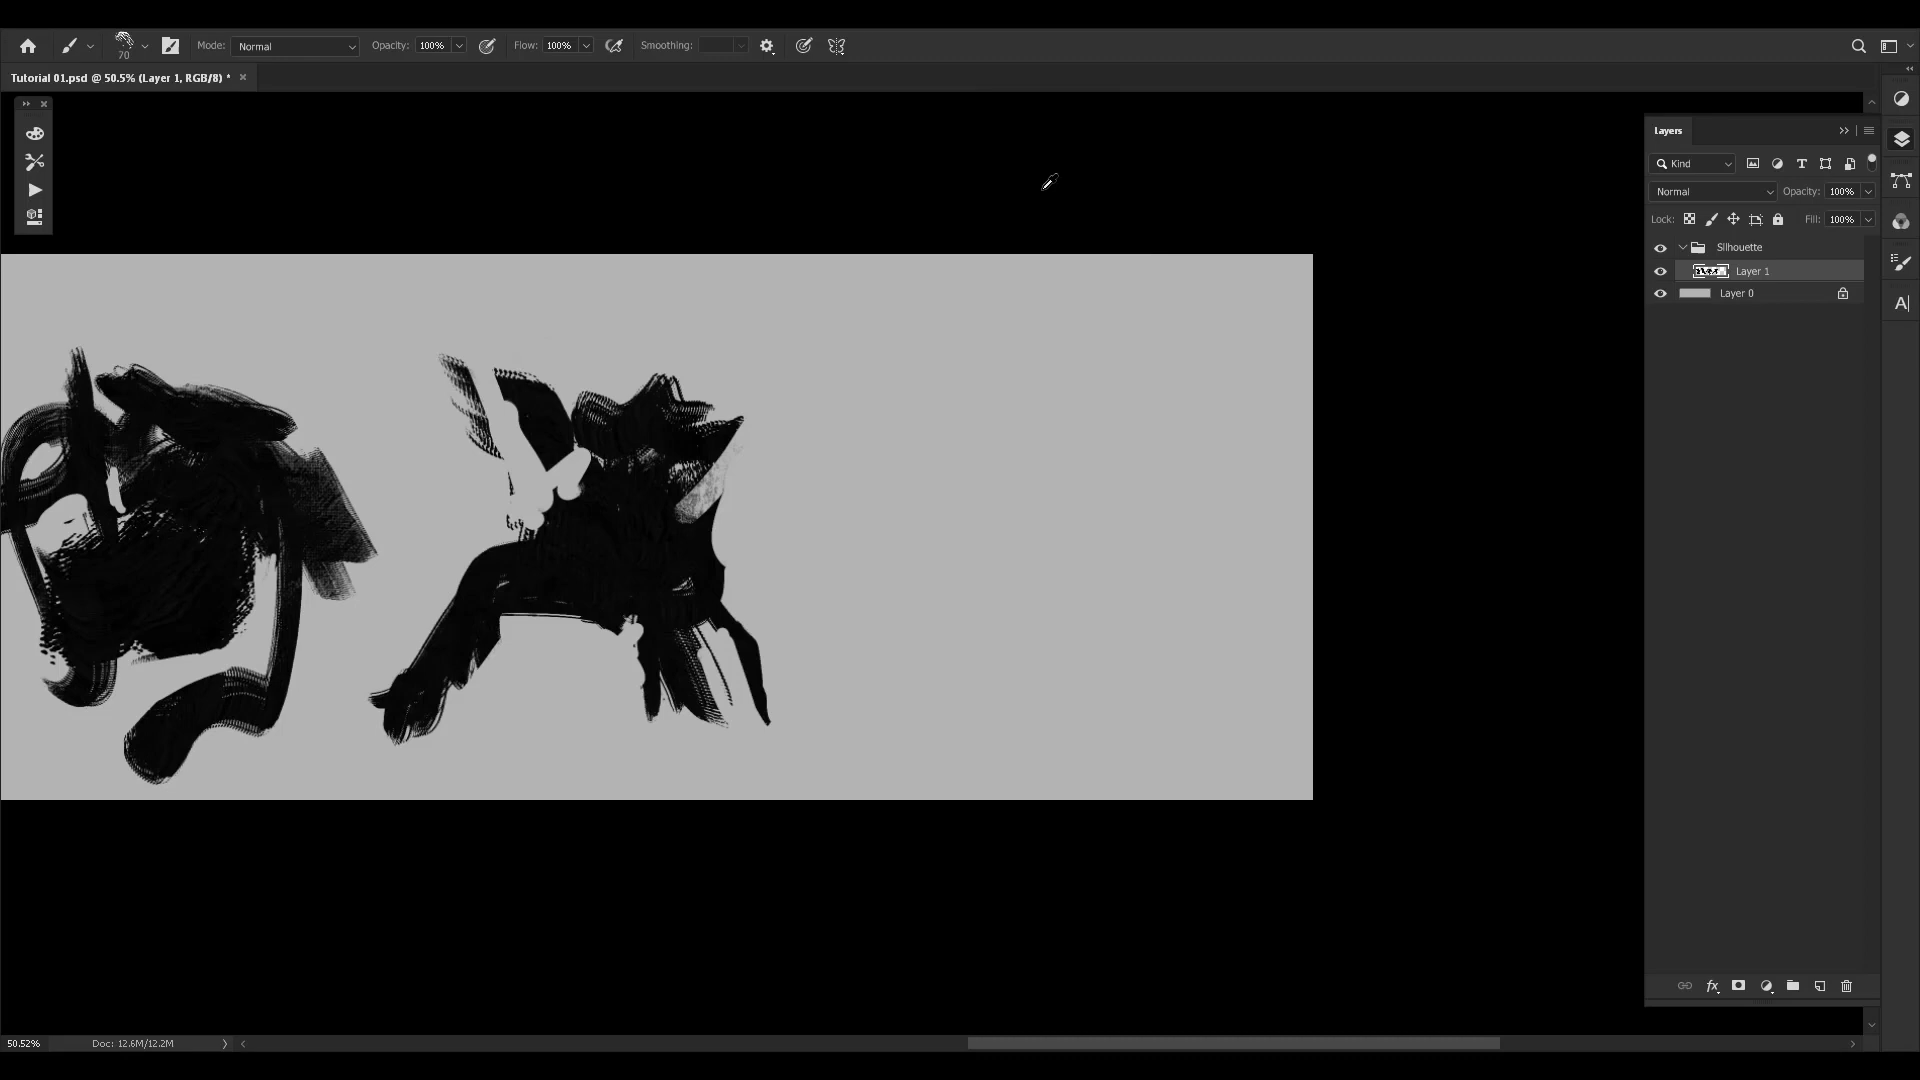 70
Mode:
Normal
Opacity:
100%
Flow:
100%
Smoothing:
Tutorial 01.psd @ 50.5% (Layer 1, RGB/8) *
Layers
Kind
Normal
Opacity:
100%
Lock:
Fill:
100%
Silhouette
Layer 1
Layer 0
50.52%
Doc: 12.6M/12.2M